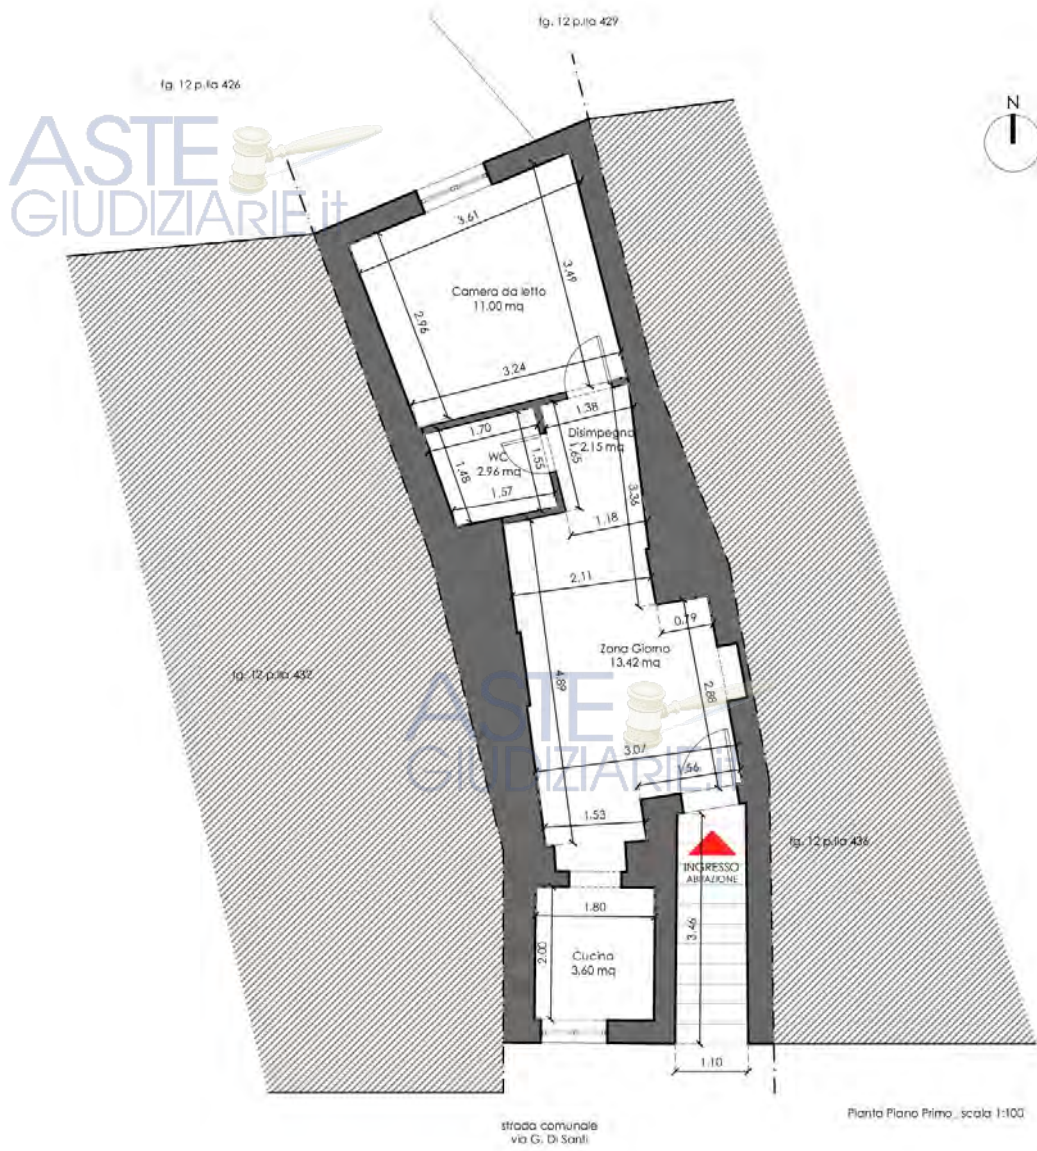 fg. 12 p.lla 429
fg. 12 p.lla 426
N
ASTE
GIUDIZIARIE.it
3.61
3.49
Camera da letto
11.00 mq
2.96
3.24
1.38
1.70
Disimpegno
2.15 mq
WC
2.96 mq
1.55
1.65
1.48
1.57
3.36
1.18
2.11
0.79
Zona Giorno
13.42 mq
fg. 12 p.lla 432
4.89
2.88
ASTE
GIUDIZIARIE.it
3.07
1.56
1.53
fg. 12 p.lla 436
INGRESSO
ABITAZIONE
1.80
3.46
2.00
Cucina
3.60 mq
1.10
Pianta Piano Primo_ scala 1:100
strada comunale
via G. Di Santi